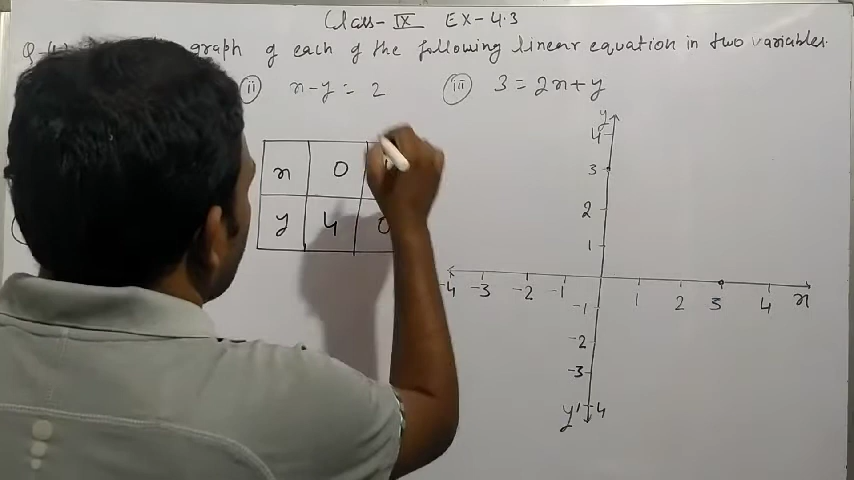 Class-IX EX-4.3
graph of each of the following linear equation in two variables.
(ii) x-y = 2 (iii) 3 = 2x+y
x 0
y 4 0
y
4
3
2
1
-4 -3 -2 -1 1 2 3 4 x
-1
-2
-3
y' -4